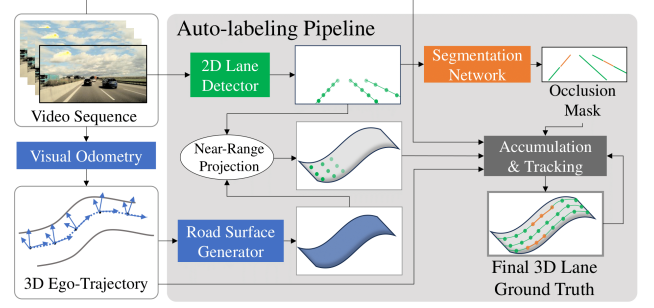 Auto-labeling Pipeline
2D Lane
Detector
Segmentation
Network
Occlusion
Mask
Video Sequence
Visual Odometry
Near-Range
Projection
Accumulation
& Tracking
Road Surface
Generator
3D Ego-Trajectory
Final 3D Lane
Ground Truth